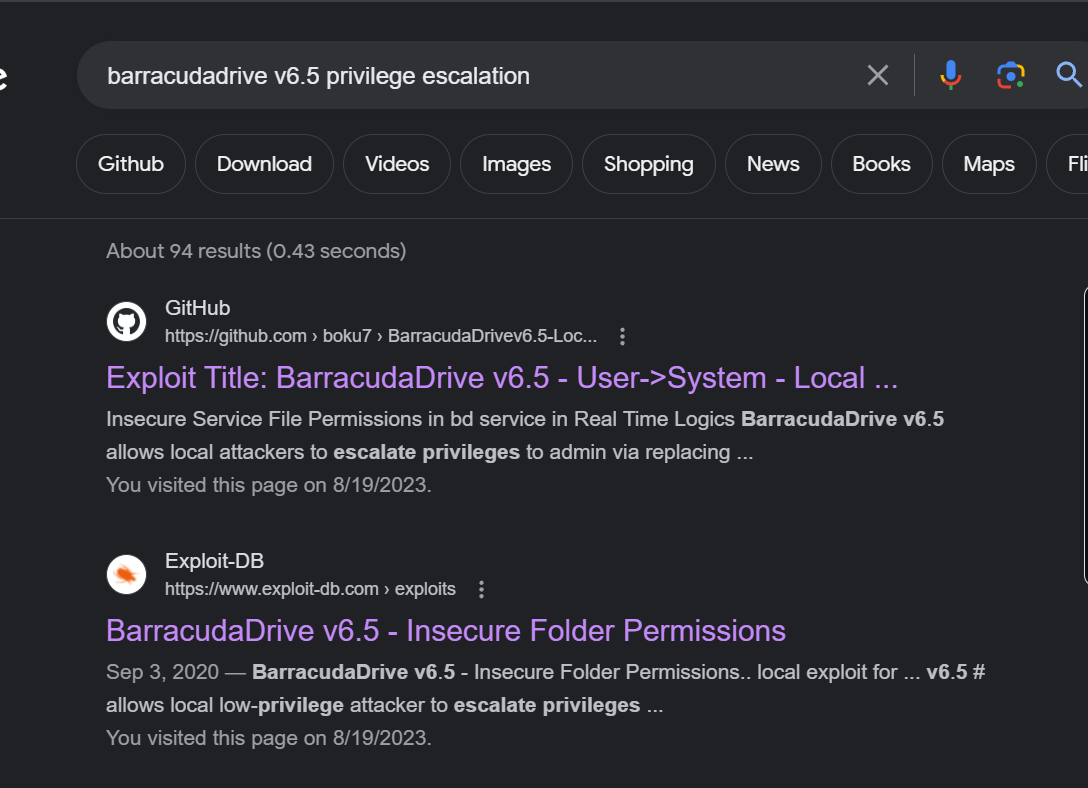 e
barracudadrive v6.5 privilege escalation
Github Download Videos Images Shopping News Books Maps Fli
About 94 results (0.43 seconds)
GitHub
https://github.com › boku7 › BarracudaDrivev6.5-Loc...
Exploit Title: BarracudaDrive v6.5 - User->System - Local ...
Insecure Service File Permissions in bd service in Real Time Logics BarracudaDrive v6.5
allows local attackers to escalate privileges to admin via replacing ...
You visited this page on 8/19/2023.
Exploit-DB
https://www.exploit-db.com › exploits
BarracudaDrive v6.5 - Insecure Folder Permissions
Sep 3, 2020 — BarracudaDrive v6.5 - Insecure Folder Permissions.. local exploit for ... v6.5 #
allows local low-privilege attacker to escalate privileges ...
You visited this page on 8/19/2023.